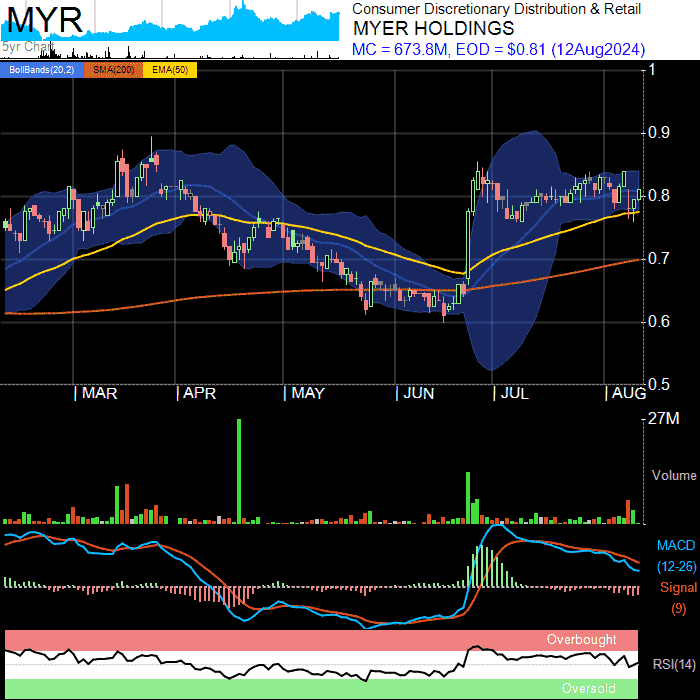 MYR
5yr Chart
Consumer Discretionary Distribution & Retail
MYER HOLDINGS
MC = 673.8M, EOD = $0.81 (12Aug2024)
BollBands(20,2) SMA(200) EMA(50)
1
0.9
0.8
0.7
0.6
0.5
MAR APR MAY JUN JUL AUG
27M
Volume
MACD
(12-26)
Signal
(9)
Overbought
RSI(14)
Oversold